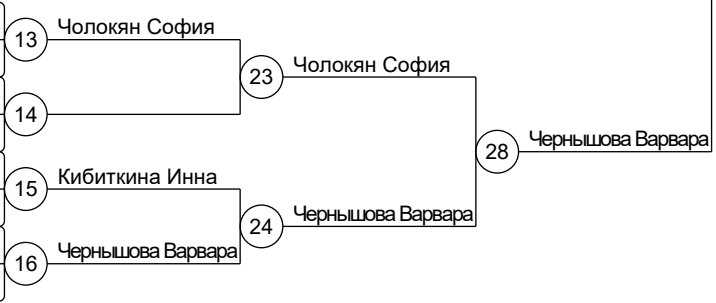 13 Чолокян София
23 Чолокян София
14
28 Чернышова Варвара
15 Кибиткина Инна
24 Чернышова Варвара
16 Чернышова Варвара